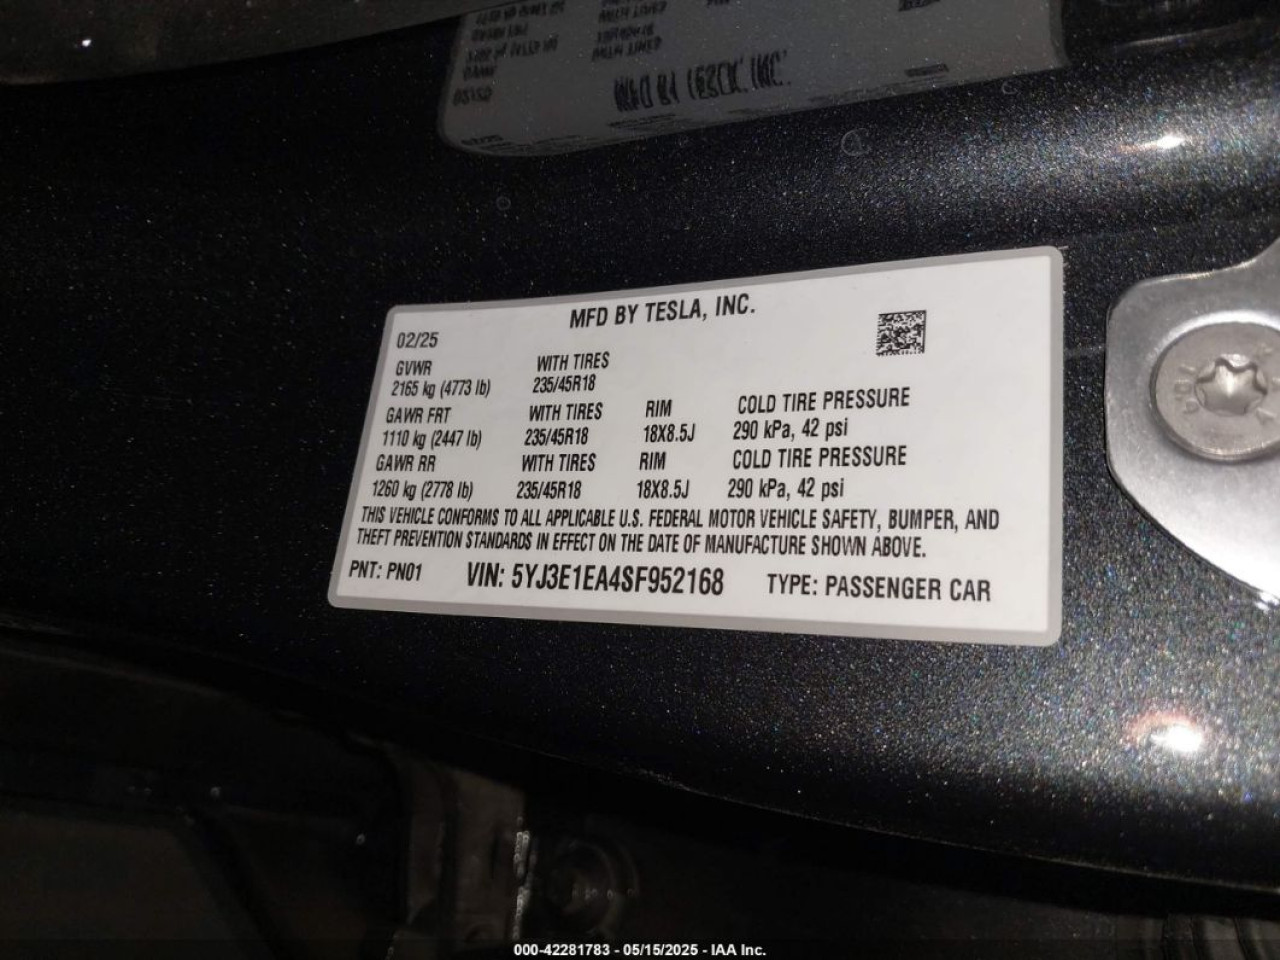 MFD BY TESLA, INC.
02/25
GVWR WITH TIRES
2165 kg (4773 lb) 235/45R18
GAWR FRT WITH TIRES RIM COLD TIRE PRESSURE
1110 kg (2447 lb) 235/45R18 18X8.5J 290 kPa, 42 psi
GAWR RR WITH TIRES RIM COLD TIRE PRESSURE
1260 kg (2778 lb) 235/45R18 18X8.5J 290 kPa, 42 psi
THIS VEHICLE CONFORMS TO ALL APPLICABLE U.S. FEDERAL MOTOR VEHICLE SAFETY, BUMPER, AND
THEFT PREVENTION STANDARDS IN EFFECT ON THE DATE OF MANUFACTURE SHOWN ABOVE.
PNT: PN01 VIN: 5YJ3E1EA4SF952168 TYPE: PASSENGER CAR
000-42281783 - 05/15/2025 - IAA Inc.